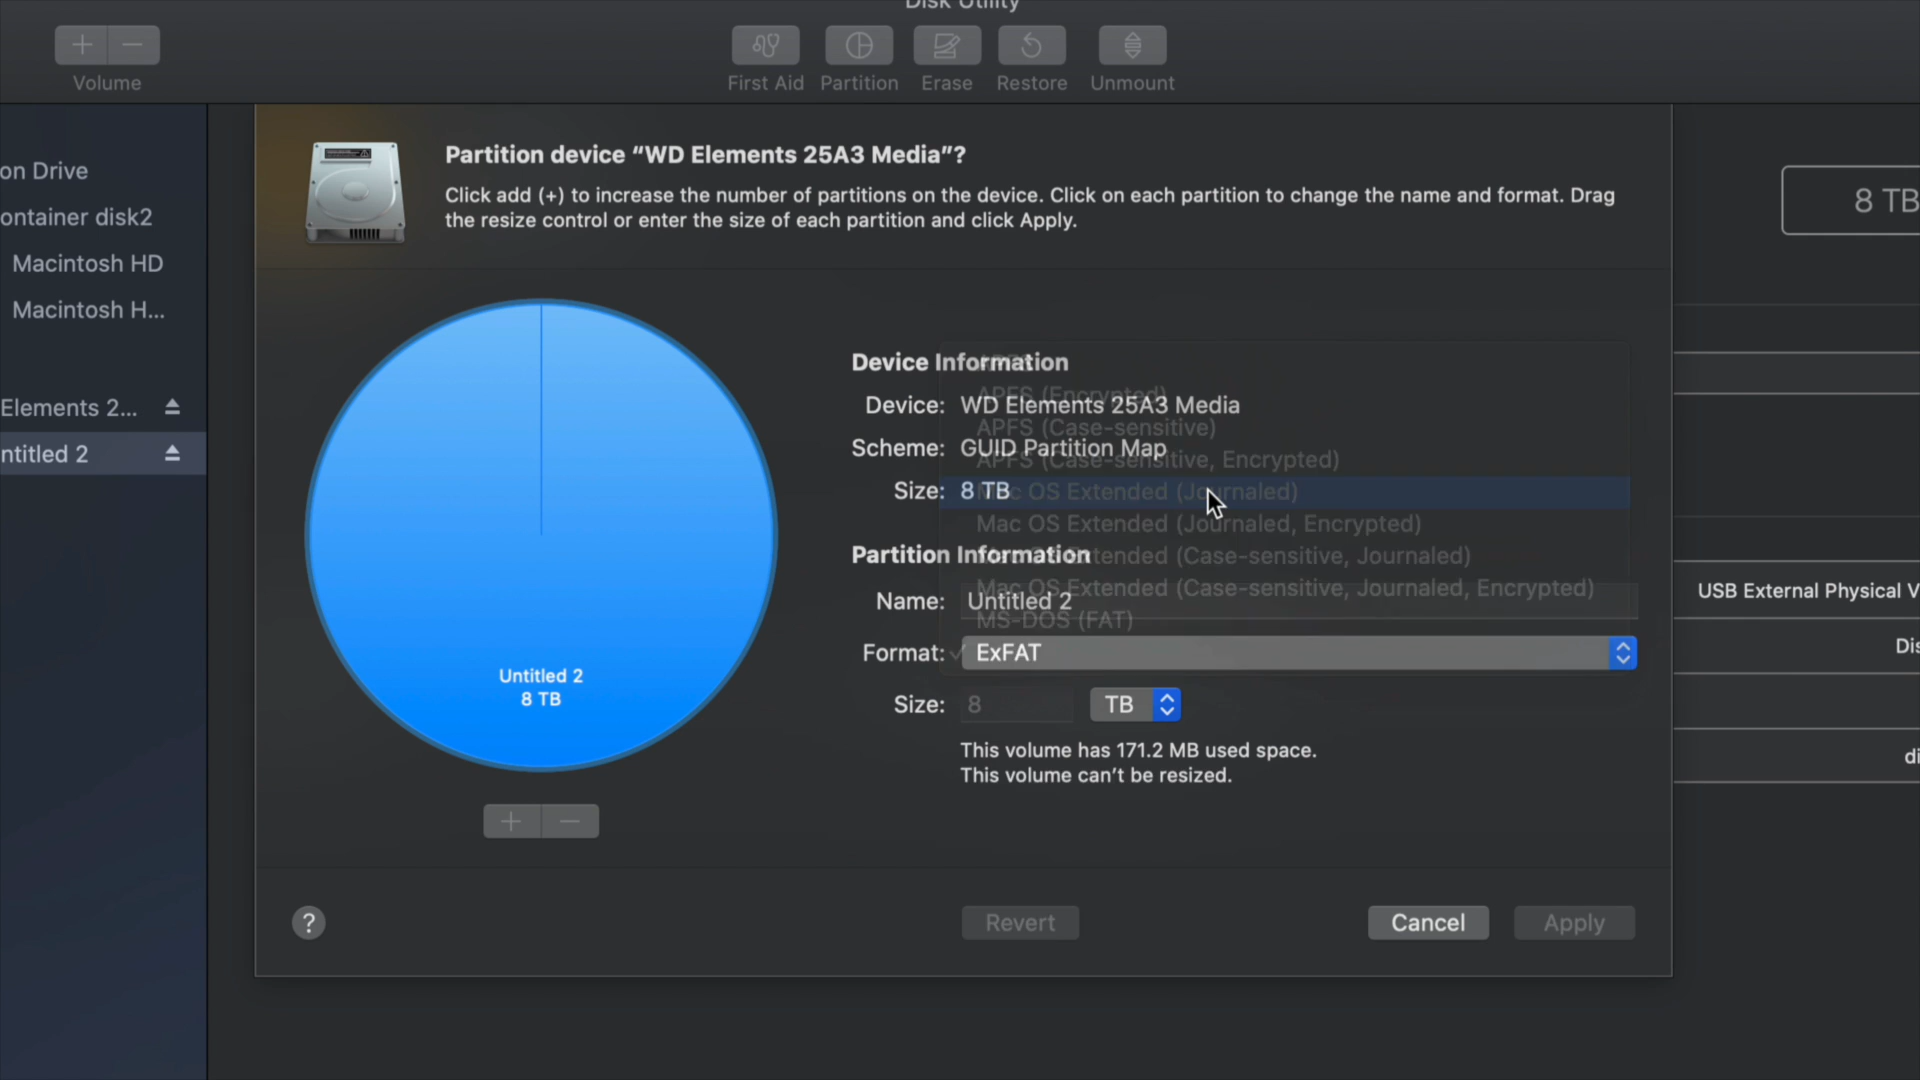 Disk Utility
Volume
First Aid
Partition
Erase
Restore
Unmount
on Drive
ontainer disk2
Macintosh HD
Macintosh H...
Elements 2...
ntitled 2
Partition device “WD Elements 25A3 Media”?
Click add (+) to increase the number of partitions on the device. Click on each partition to change the name and format. Drag
the resize control or enter the size of each partition and click Apply.
8 TB
Untitled 2
8 TB
Device Information
APFS (Encrypted)
Device: WD Elements 25A3 Media
APFS (Case-sensitive)
Scheme: GUID Partition Map
APFS (Case-sensitive, Encrypted)
Size: 8 TB
Mac OS Extended (Journaled)
Mac OS Extended (Journaled, Encrypted)
Partition Information
Extended (Case-sensitive, Journaled)
Mac OS Extended (Case-sensitive, Journaled, Encrypted)
Name: Untitled 2
MS-DOS (FAT)
Format: ExFAT
Size: 8 TB
This volume has 171.2 MB used space.
This volume can’t be resized.
?
Revert
Cancel
Apply
USB External Physical V
Dis
di